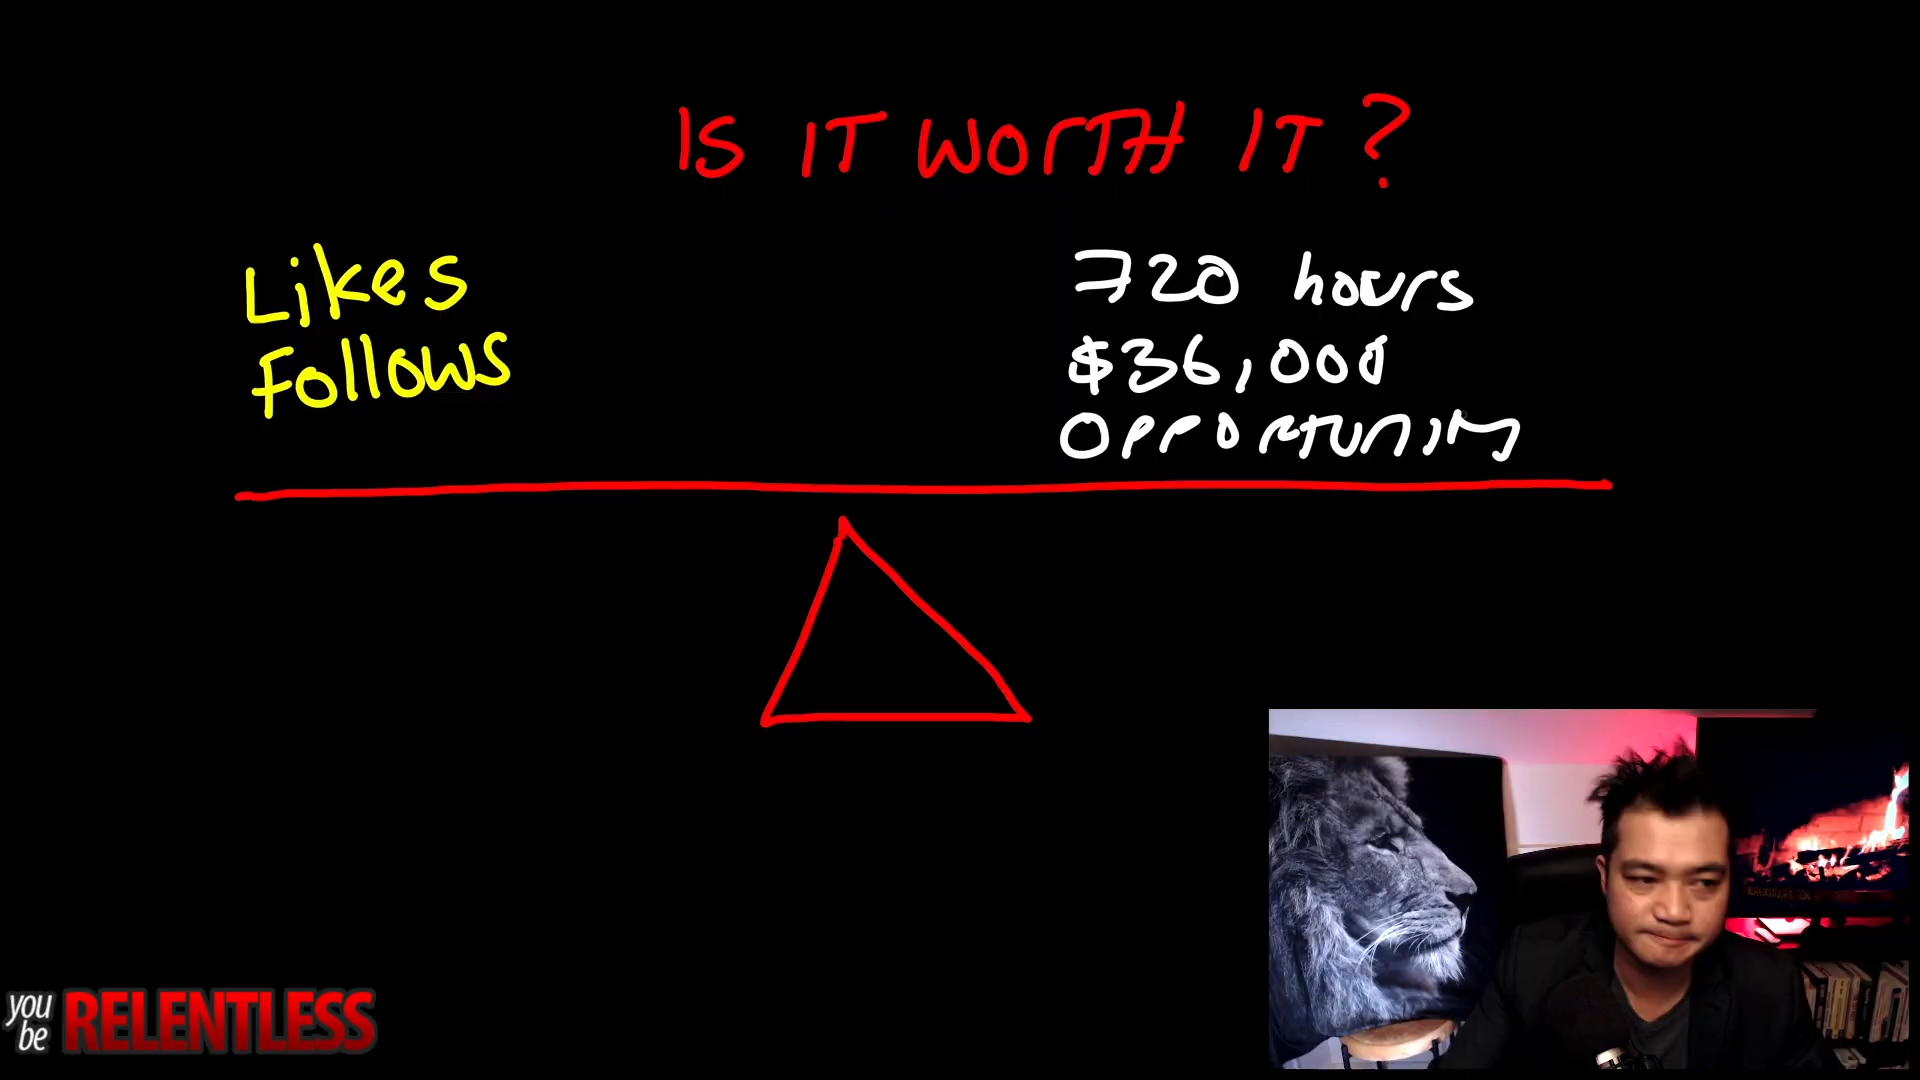 IS IT WORTH IT?
Likes
Follows
720 hours
$36,000
OPPORTUNITY
you be RELENTLESS